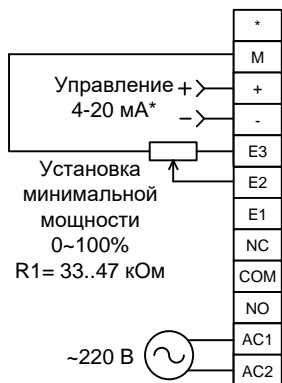 *
M
Управление +
4-20 мА*
+
-
-
E3
Установка
минимальной
мощности
0~100%
R1= 33..47 кОм
E2
E1
NC
COM
NO
AC1
~220 В
AC2